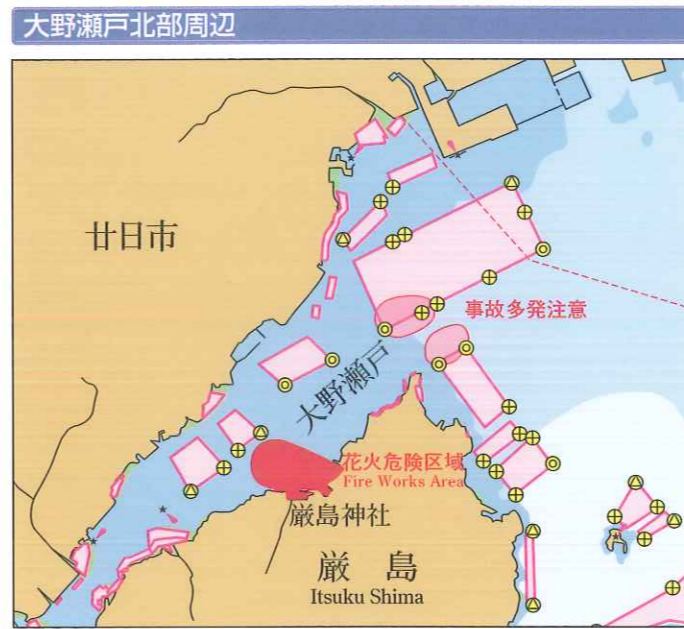 大野瀬戸北部周辺
廿日市
事故多発注意
大野瀬戸
花火危険区域
Fire Works Area
厳島神社
厳島
Itsuku Shima